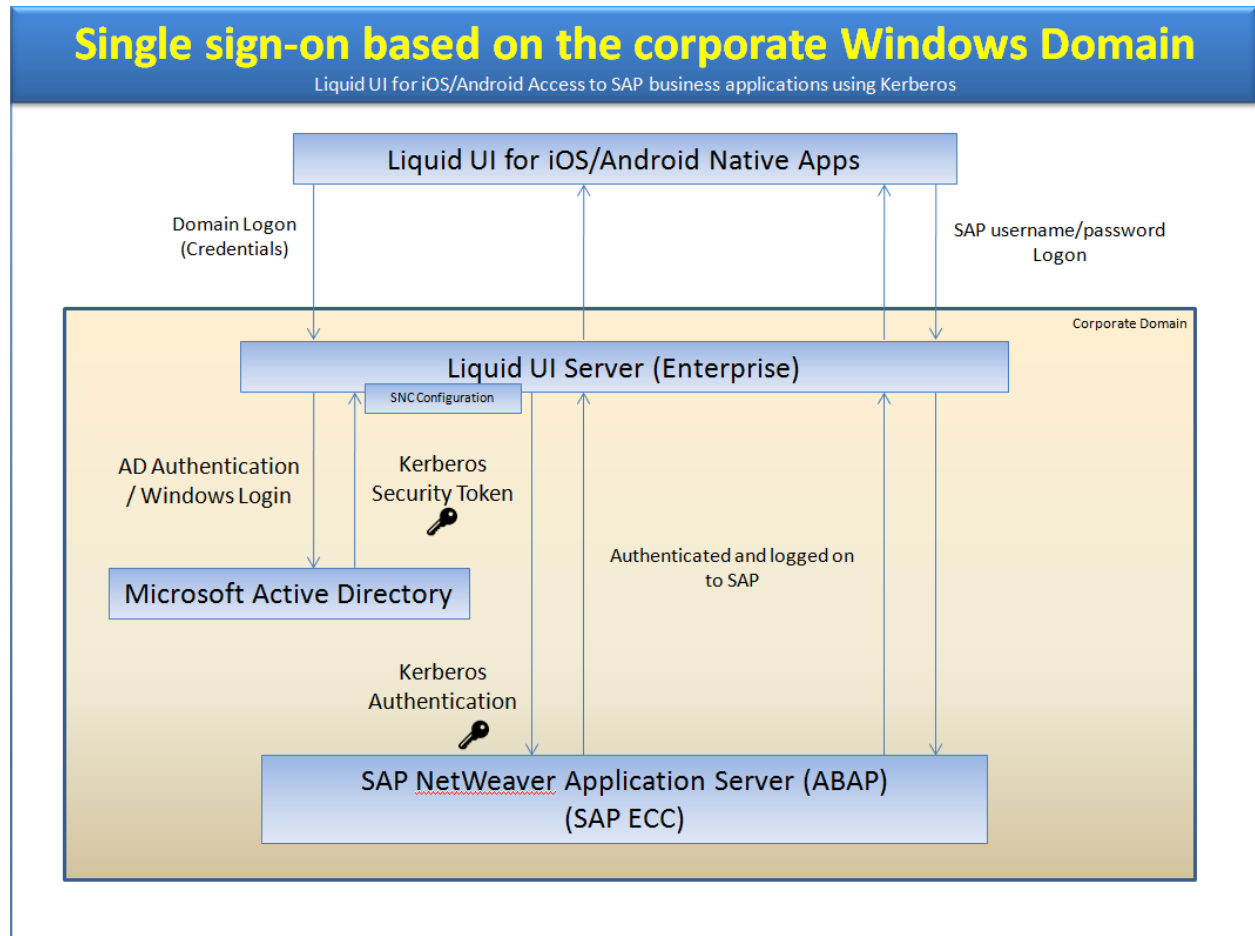 Single sign-on based on the corporate Windows Domain
Liquid UI for iOS/Android Access to SAP business applications using Kerberos
Liquid UI for iOS/Android Native Apps
Domain Logon
(Credentials)
SAP username/password
Logon
Corporate Domain
Liquid UI Server (Enterprise)
SNC Configuration
AD Authentication
/ Windows Login
Kerberos
Security Token
Authenticated and logged on
to SAP
Microsoft Active Directory
Kerberos
Authentication
SAP NetWeaver Application Server (ABAP)
(SAP ECC)